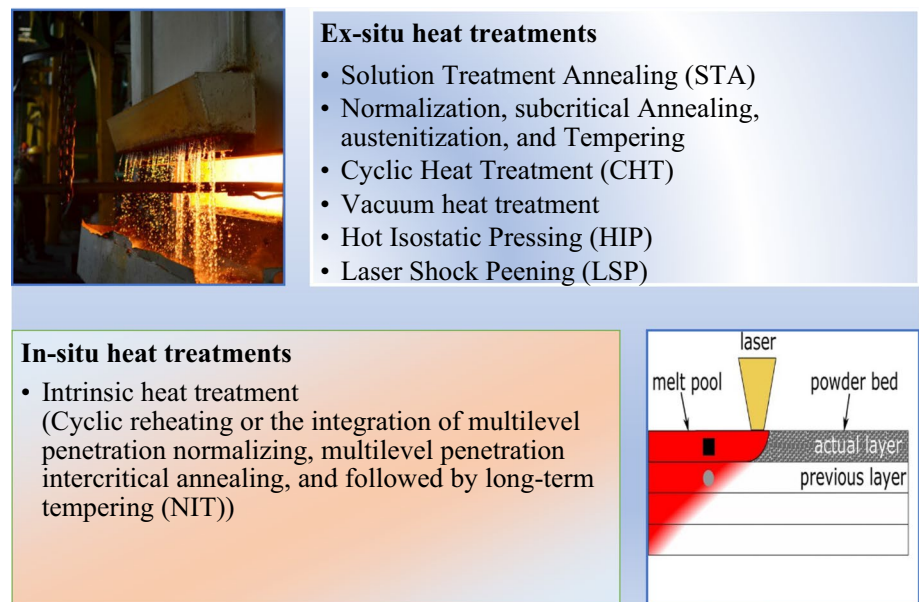 Ex-situ heat treatments
• Solution Treatment Annealing (STA)
• Normalization, subcritical Annealing,
austenitization, and Tempering
• Cyclic Heat Treatment (CHT)
• Vacuum heat treatment
• Hot Isostatic Pressing (HIP)
• Laser Shock Peening (LSP)
In-situ heat treatments
• Intrinsic heat treatment
(Cyclic reheating or the integration of multilevel
penetration normalizing, multilevel penetration
intercritical annealing, and followed by long-term
tempering (NIT))
laser
melt pool
powder bed
actual layer
previous layer